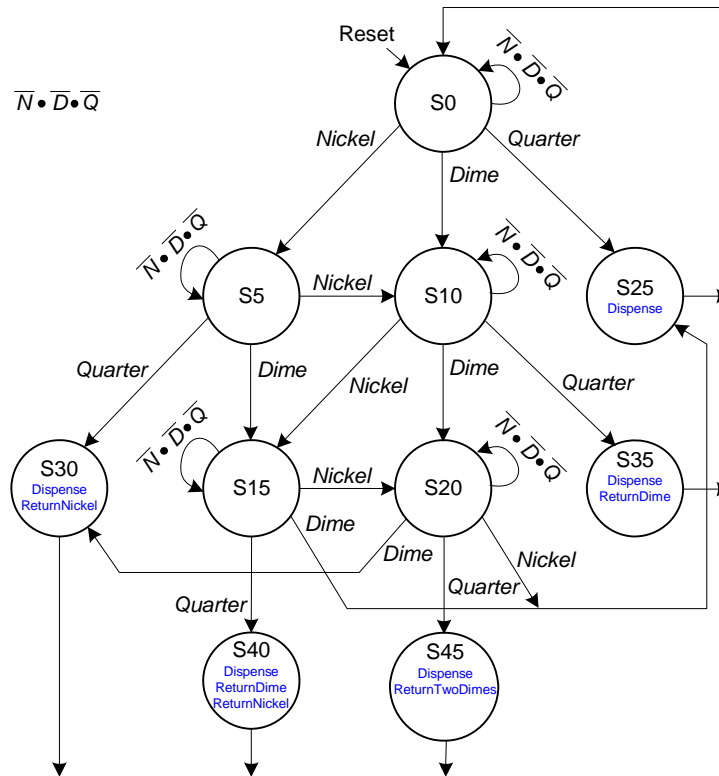 Reset
N̅ • D̅ • Q̅
N̅ • D̅ • Q̅
S0
Nickel
Quarter
Dime
N̅ • D̅ • Q̅
N̅ • D̅ • Q̅
S5
Nickel
S10
S25
Dispense
Quarter
Dime
Nickel
Dime
Quarter
N̅ • D̅ • Q̅
N̅ • D̅ • Q̅
S30
Dispense
ReturnNickel
S15
Nickel
S20
S35
Dispense
ReturnDime
Dime
Dime
Nickel
Quarter
Quarter
S40
Dispense
ReturnDime
ReturnNickel
S45
Dispense
ReturnTwoDimes